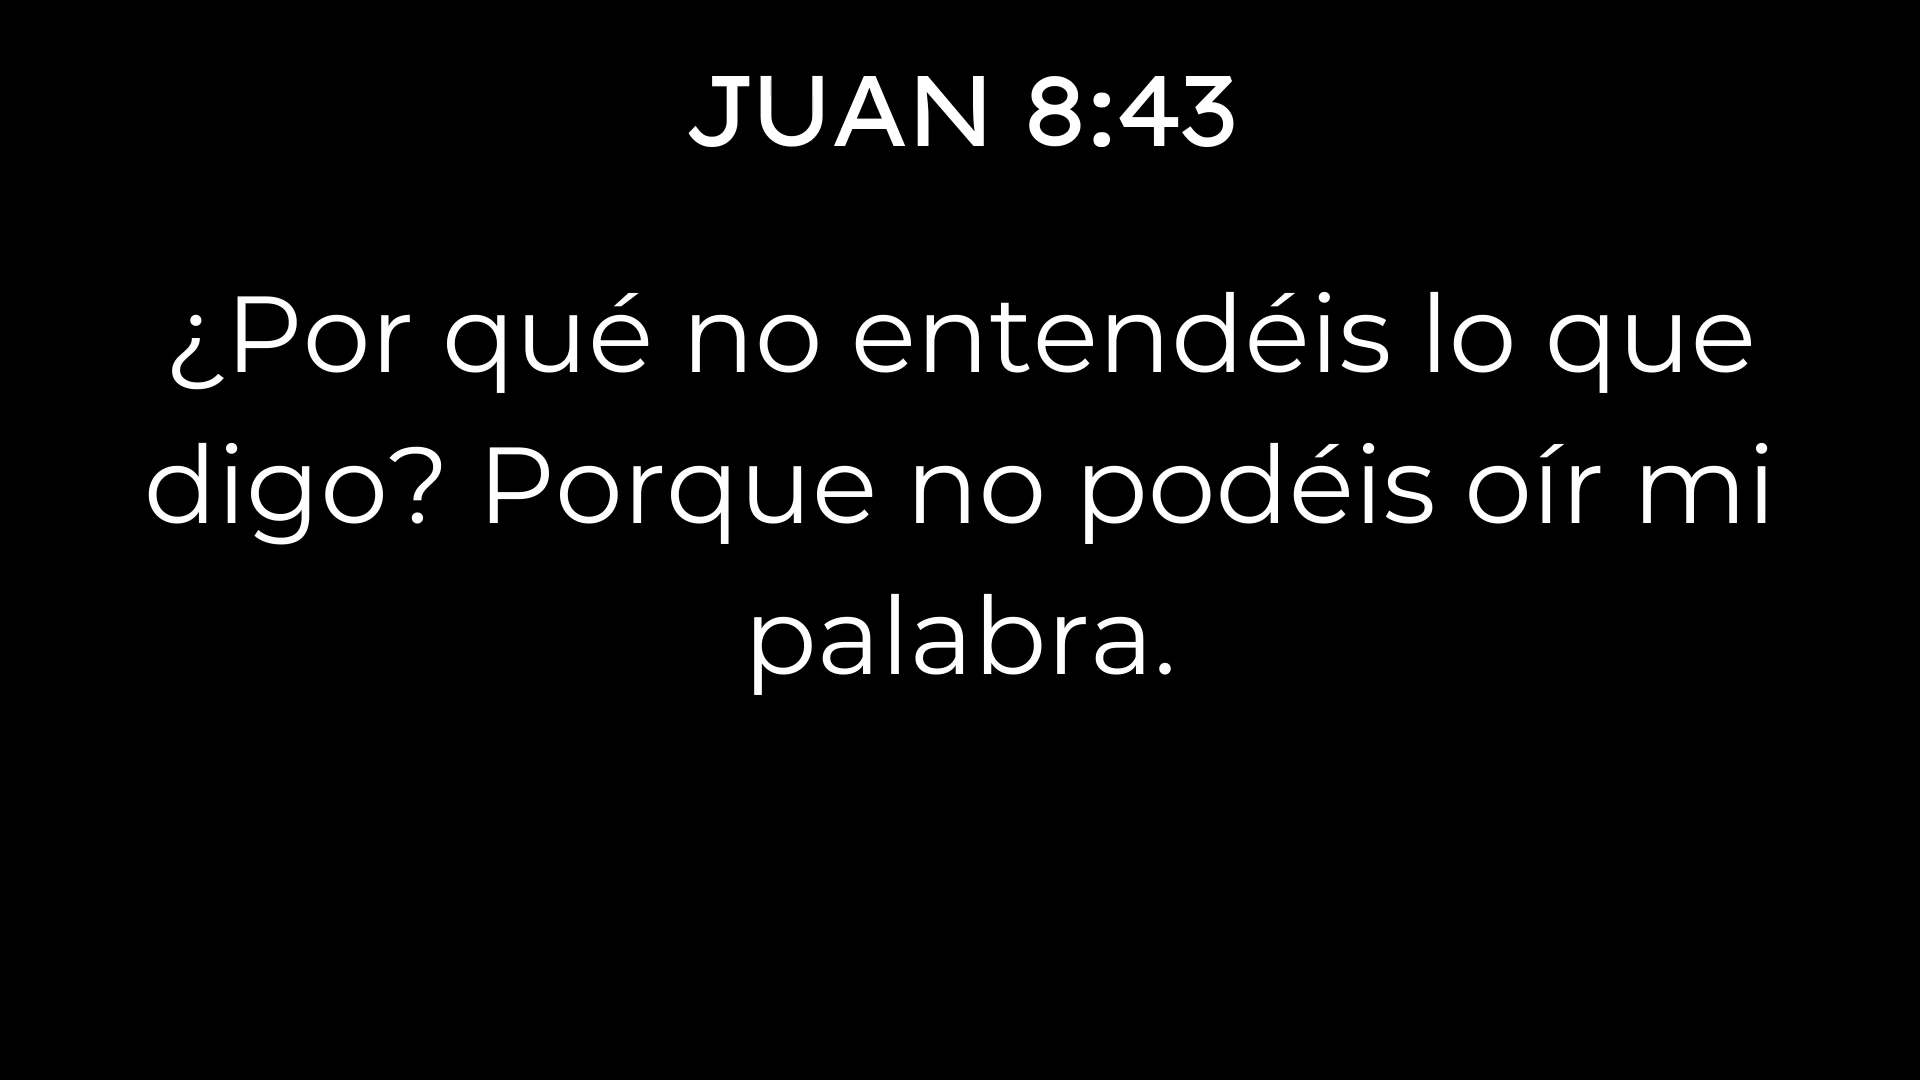 JUAN 8:43
¿Por qué no entendéis lo que
digo? Porque no podéis oír mi
palabra.